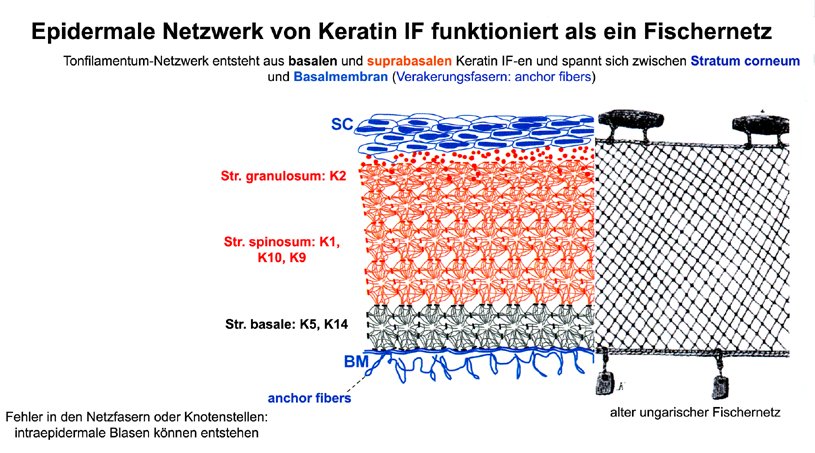 Epidermale Netzwerk von Keratin IF funktioniert als ein Fischernetz
Tonfilamentum-Netzwerk entsteht aus basalen und suprabasalen Keratin IF-en und spannt sich zwischen Stratum corneum
und Basalmembran (Verakerungsfasern: anchor fibers)
SC
Str. granulosum: K2
Str. spinosum: K1,
K10, K9
Str. basale: K5, K14
BM
anchor fibers
alter ungarischer Fischernetz
Fehler in den Netzfasern oder Knotenstellen:
intraepidermale Blasen können entstehen